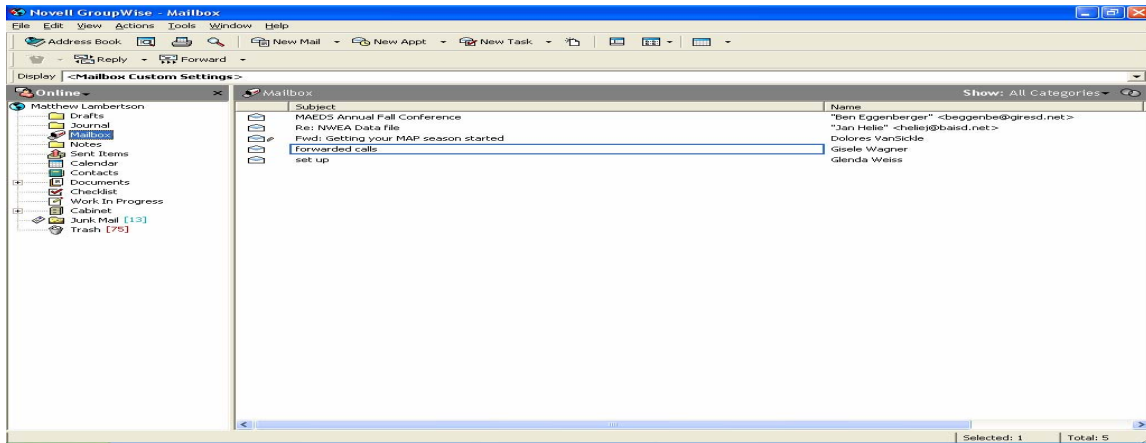 Novell GroupWise - Mailbox
File Edit View Actions Tools Window Help
Address Book New Mail New Appt New Task
Reply Forward
Display <Mailbox Custom Settings>
Online Mailbox Show: All Categories
Matthew Lambertson
Drafts
Journal
Mailbox
Notes
Sent Items
Calendar
Contacts
Documents
Checklist
Work In Progress
Cabinet
Junk Mail [13]
Trash [75]
Subject Name
MAEDS Annual Fall Conference "Ben Eggenberger" <beggenbe@giresd.net>
Re: NWEA Data file "Jan Helie" <heliej@baisd.net>
Fwd: Getting your MAP season started Dolores VanSickle
forwarded calls Gisele Wagner
set up Glenda Weiss
Selected: 1 Total: 5